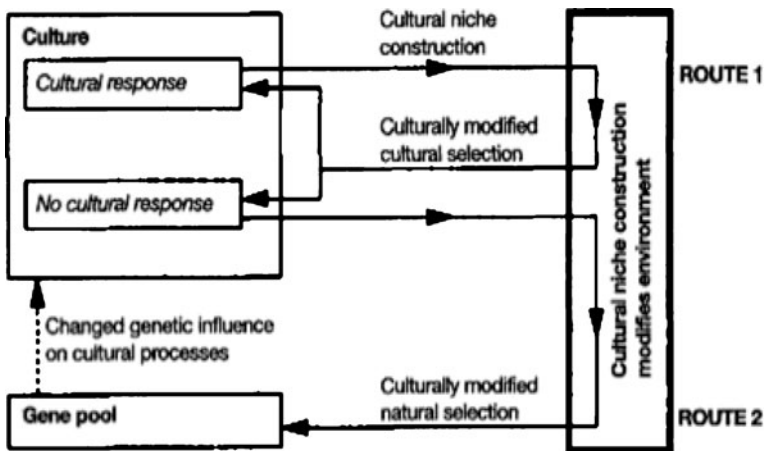 Culture
Cultural response
Cultural niche
construction
ROUTE 1
Culturally modified
cultural selection
No cultural response
Cultural niche construction
modifies environment
Changed genetic influence
on cultural processes
Culturally modified
natural selection
Gene pool
ROUTE 2